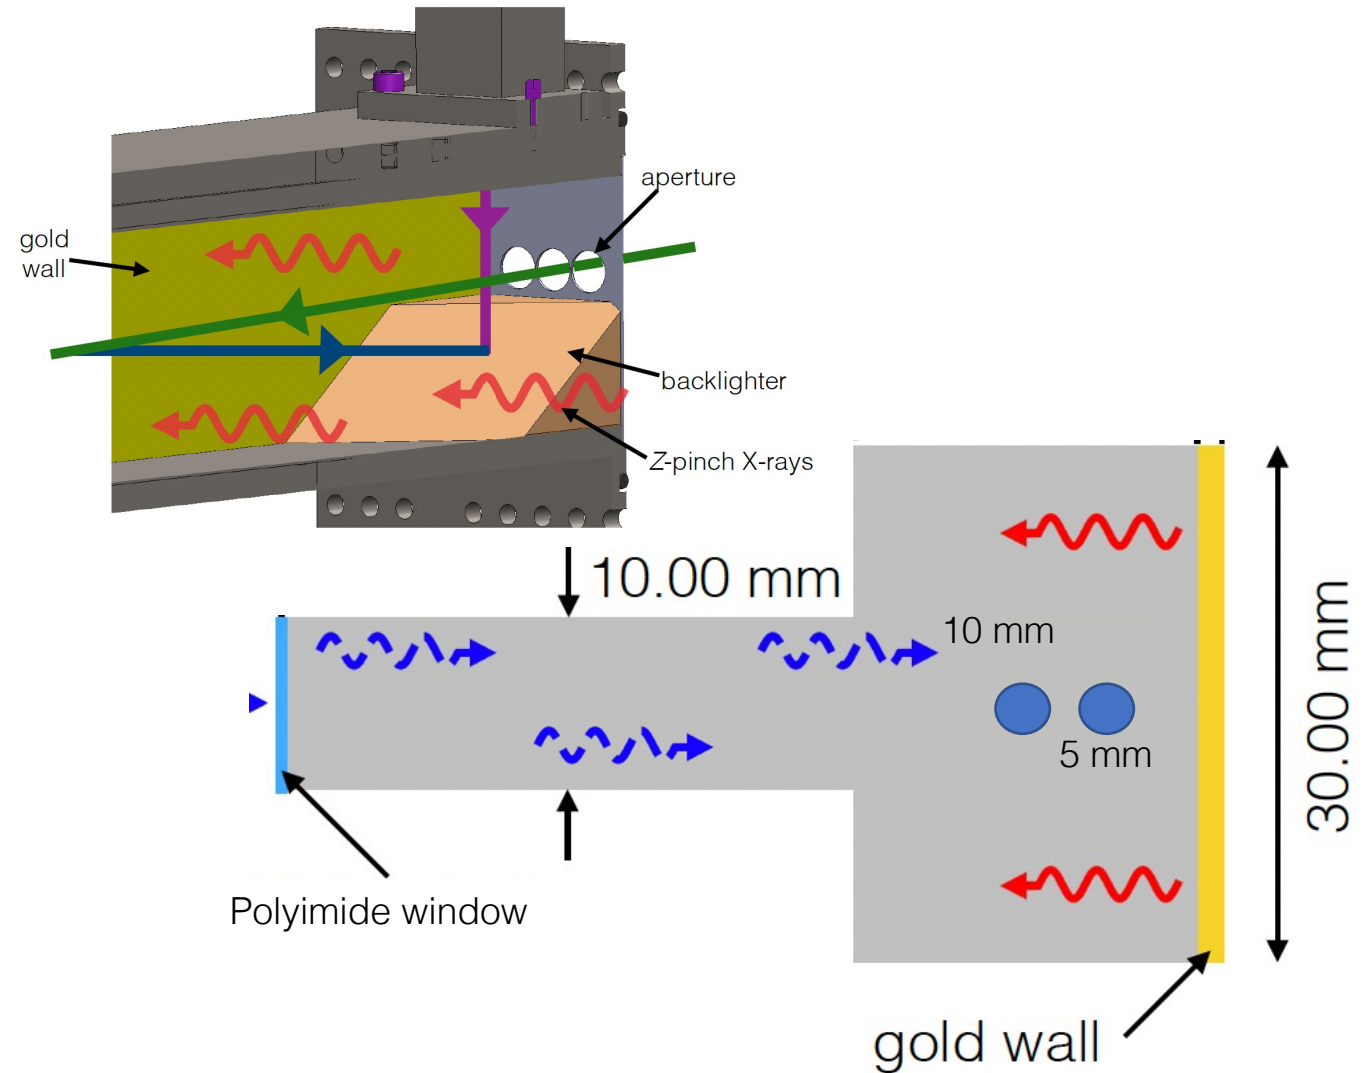 aperture
gold
wall
backlighter
Z-pinch X-rays
10.00 mm
10 mm
5 mm
30.00 mm
Polyimide window
gold wall